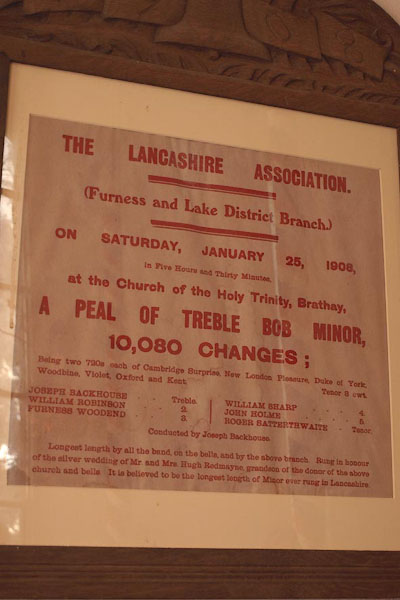 THE LANCASHIRE ASSOCIATION.
(Furness and Lake District Branch.)
ON SATURDAY, JANUARY 25, 1908,
in Five Hours and Thirty Minutes,
at the Church of the Holy Trinity, Brathay,
A PEAL OF TREBLE BOB MINOR,
10,080 CHANGES;
Being two 720s each of Cambridge Surprise, New London Pleasure, Duke of York,
Woodbine, Violet, Oxford and Kent. Tenor 8 cwt.
JOSEPH BACKHOUSE Treble. WILLIAM SHARP 4.
WILLIAM ROBINSON 2. JOHN HOLME 5.
FURNESS WOODEND 3. ROGER SATTERTHWAITE Tenor.
Conducted by Joseph Backhouse.
Longest length by all the band, on the bells, and by the above branch. Rung in honour
of the silver wedding of Mr. and Mrs. Hugh Redmayne, grandson of the donor of the above
church and bells. It is believed to be the longest length of Minor ever rung in Lancashire